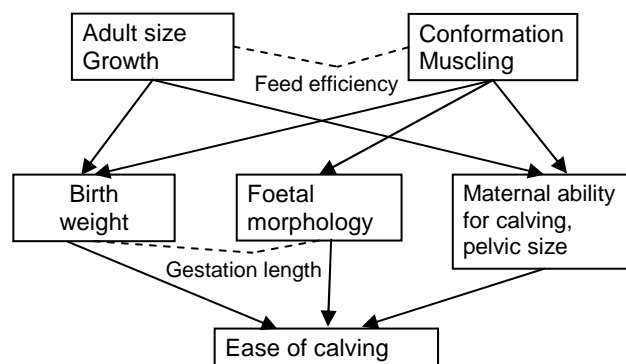 Adult size
Growth
Conformation
Muscling
Feed efficiency
Birth
weight
Foetal
morphology
Maternal ability
for calving,
pelvic size
Gestation length
Ease of calving